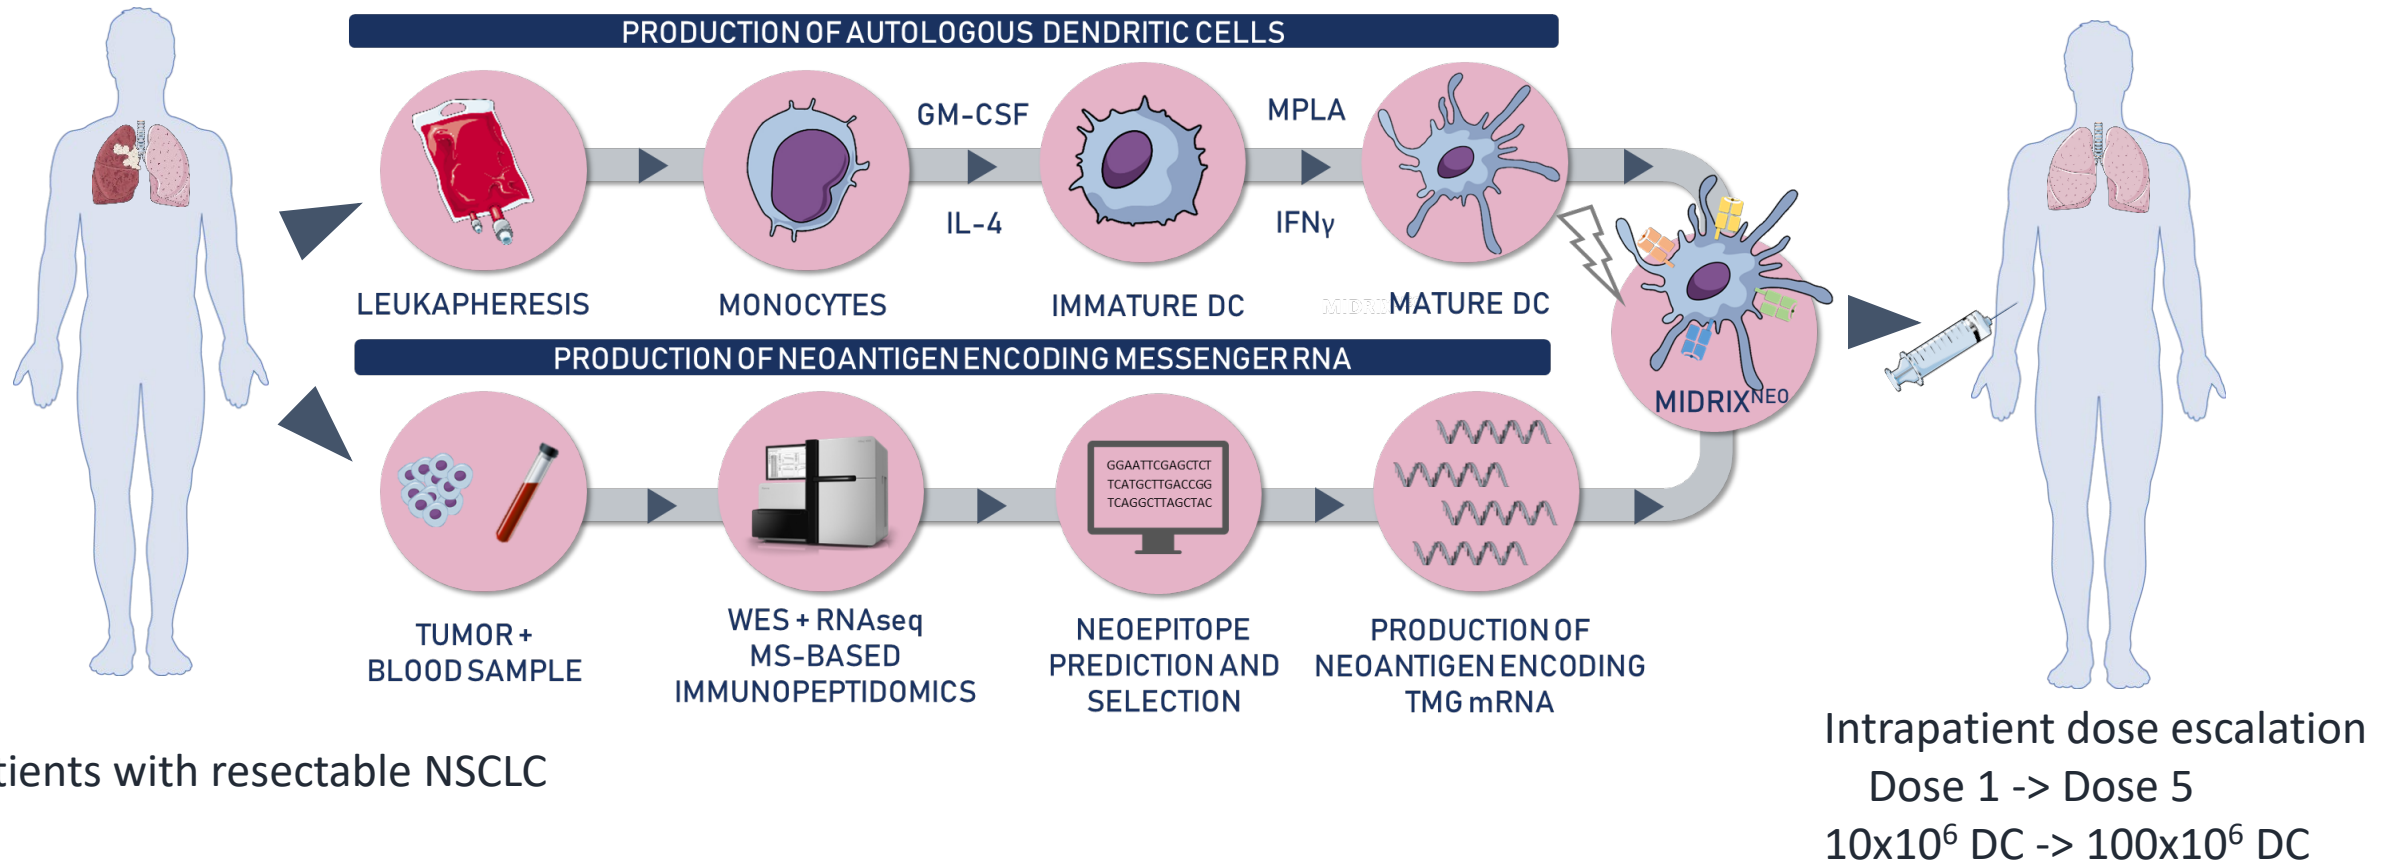 PRODUCTION OF AUTOLOGOUS DENDRITIC CELLS
GM-CSF
IL-4
MPLA
IFNγ
LEUKAPHERESIS
MONOCYTES
IMMATURE DC
MATURE DC
MIDRIX^NEO
PRODUCTION OF NEOANTIGEN ENCODING MESSENGER RNA
GGAATTCGAGCTCT
TCATGCTTGACCGG
TCAGGCTTAGCTAC
TUMOR +
BLOOD SAMPLE
WES + RNAseq
MS-BASED
IMMUNOPEPTIDOMICS
NEOEPITOPE
PREDICTION AND
SELECTION
PRODUCTION OF
NEOANTIGEN ENCODING
TMG mRNA
tients with resectable NSCLC
Intrapatient dose escalation
Dose 1 -> Dose 5
10x10⁶ DC -> 100x10⁶ DC